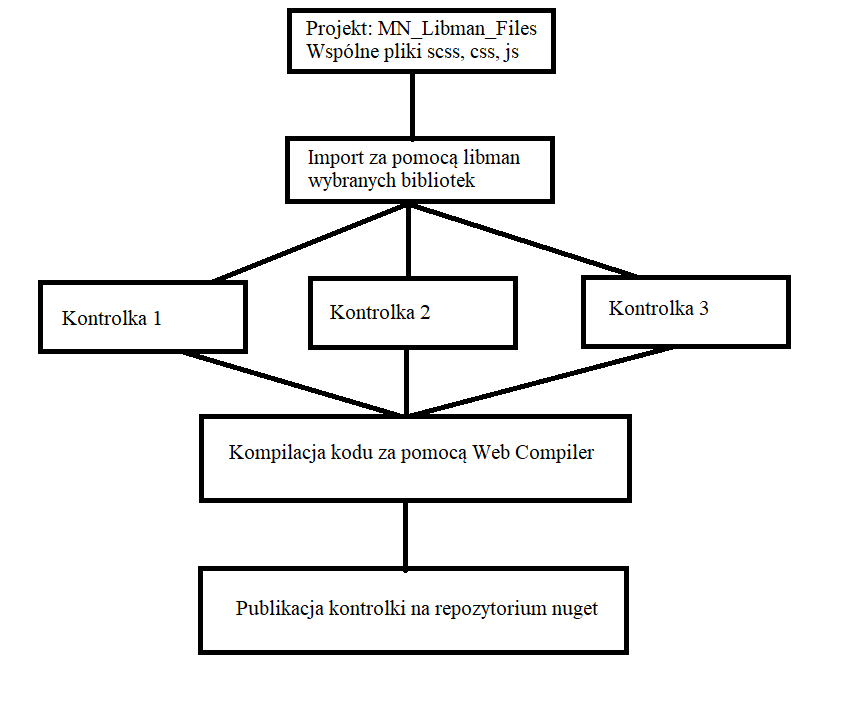 Projekt: MN_Libman_Files
Wspólne pliki scss, css, js
Import za pomocą libman
wybranych bibliotek
Kontrolka 1
Kontrolka 2
Kontrolka 3
Kompilacja kodu za pomocą Web Compiler
Publikacja kontrolki na repozytorium nuget